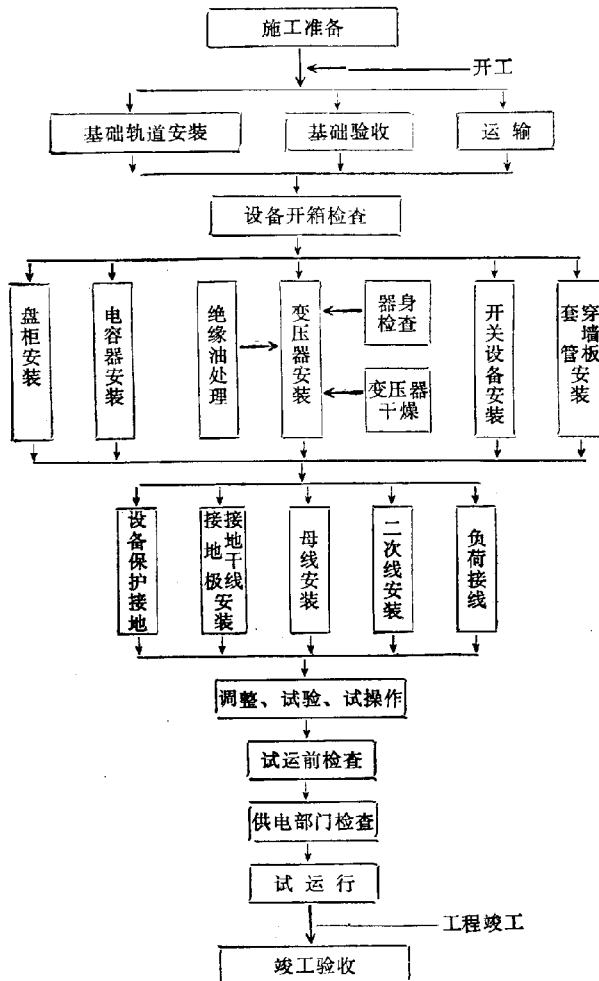 施工准备
开工
基础轨道安装
基础验收
运输
设备开箱检查
盘柜安装
电容器安装
绝缘油处理
变压器安装
器身
检查
变压器
干燥
开关设备安装
穿墙板
套管安装
设备保护接地
接地干线
接地极安装
母线安装
二次线安装
负荷接线
调整、试验、试操作
试运前检查
供电部门检查
试运行
工程竣工
竣工验收